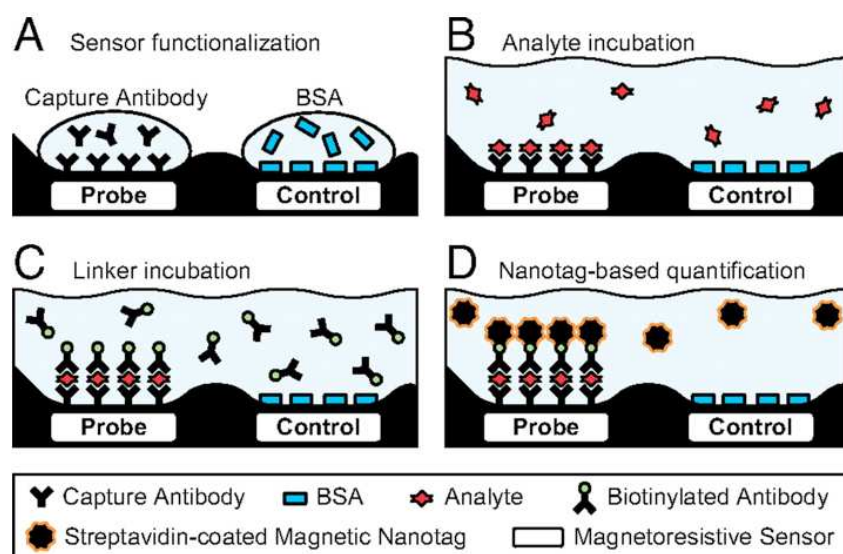 A Sensor functionalization
Capture Antibody BSA
Probe Control
B Analyte incubation
Probe Control
C Linker incubation
Probe Control
D Nanotag-based quantification
Probe Control
Capture Antibody BSA Analyte Biotinylated Antibody
Streptavidin-coated Magnetic Nanotag Magnetoresistive Sensor